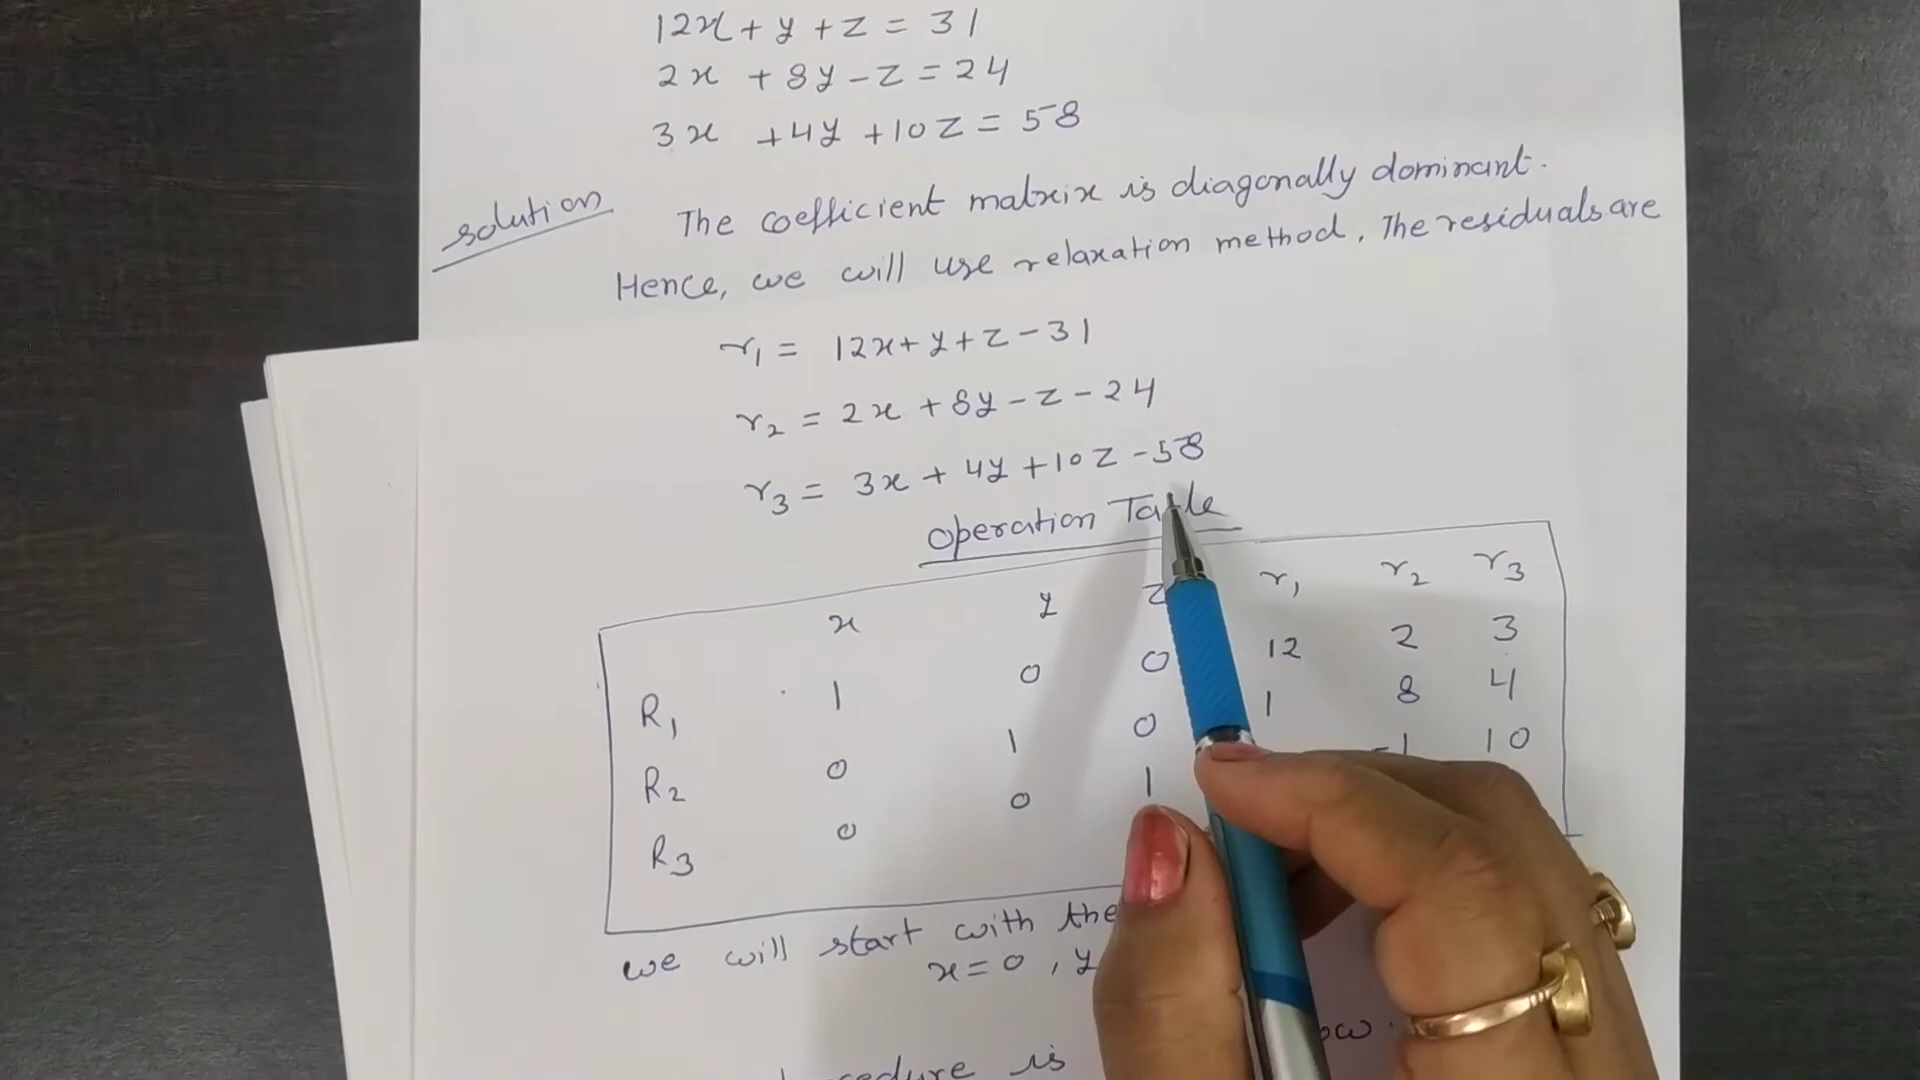 12x + y + z = 31
2x + 8y - z = 24
3x + 4y + 10z = 58
solution The coefficient matrix is diagonally dominant.
Hence, we will use relaxation method. The residuals are
r₁ = 12x + y + z - 31
r₂ = 2x + 8y - z - 24
r₃ = 3x + 4y + 10z - 58
Operation Table
x y z r₁ r₂ r₃
R₁ 1 0 0 12 2 3
R₂ 0 1 0 1 8 4
R₃ 0 0 1 -1 10
we will start with the
x = 0, y
is